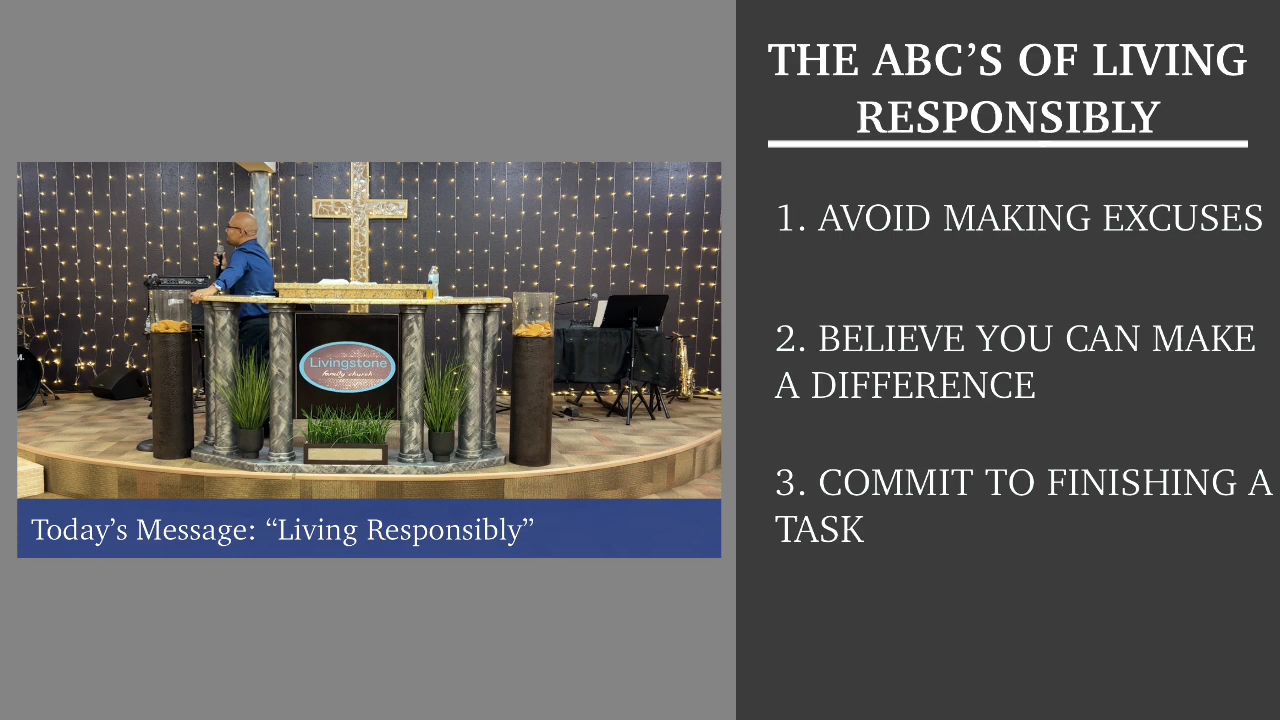 THE ABC’S OF LIVING
RESPONSIBLY
1. AVOID MAKING EXCUSES
2. BELIEVE YOU CAN MAKE
A DIFFERENCE
3. COMMIT TO FINISHING A
TASK
Livingstone
family church
Today’s Message: “Living Responsibly”